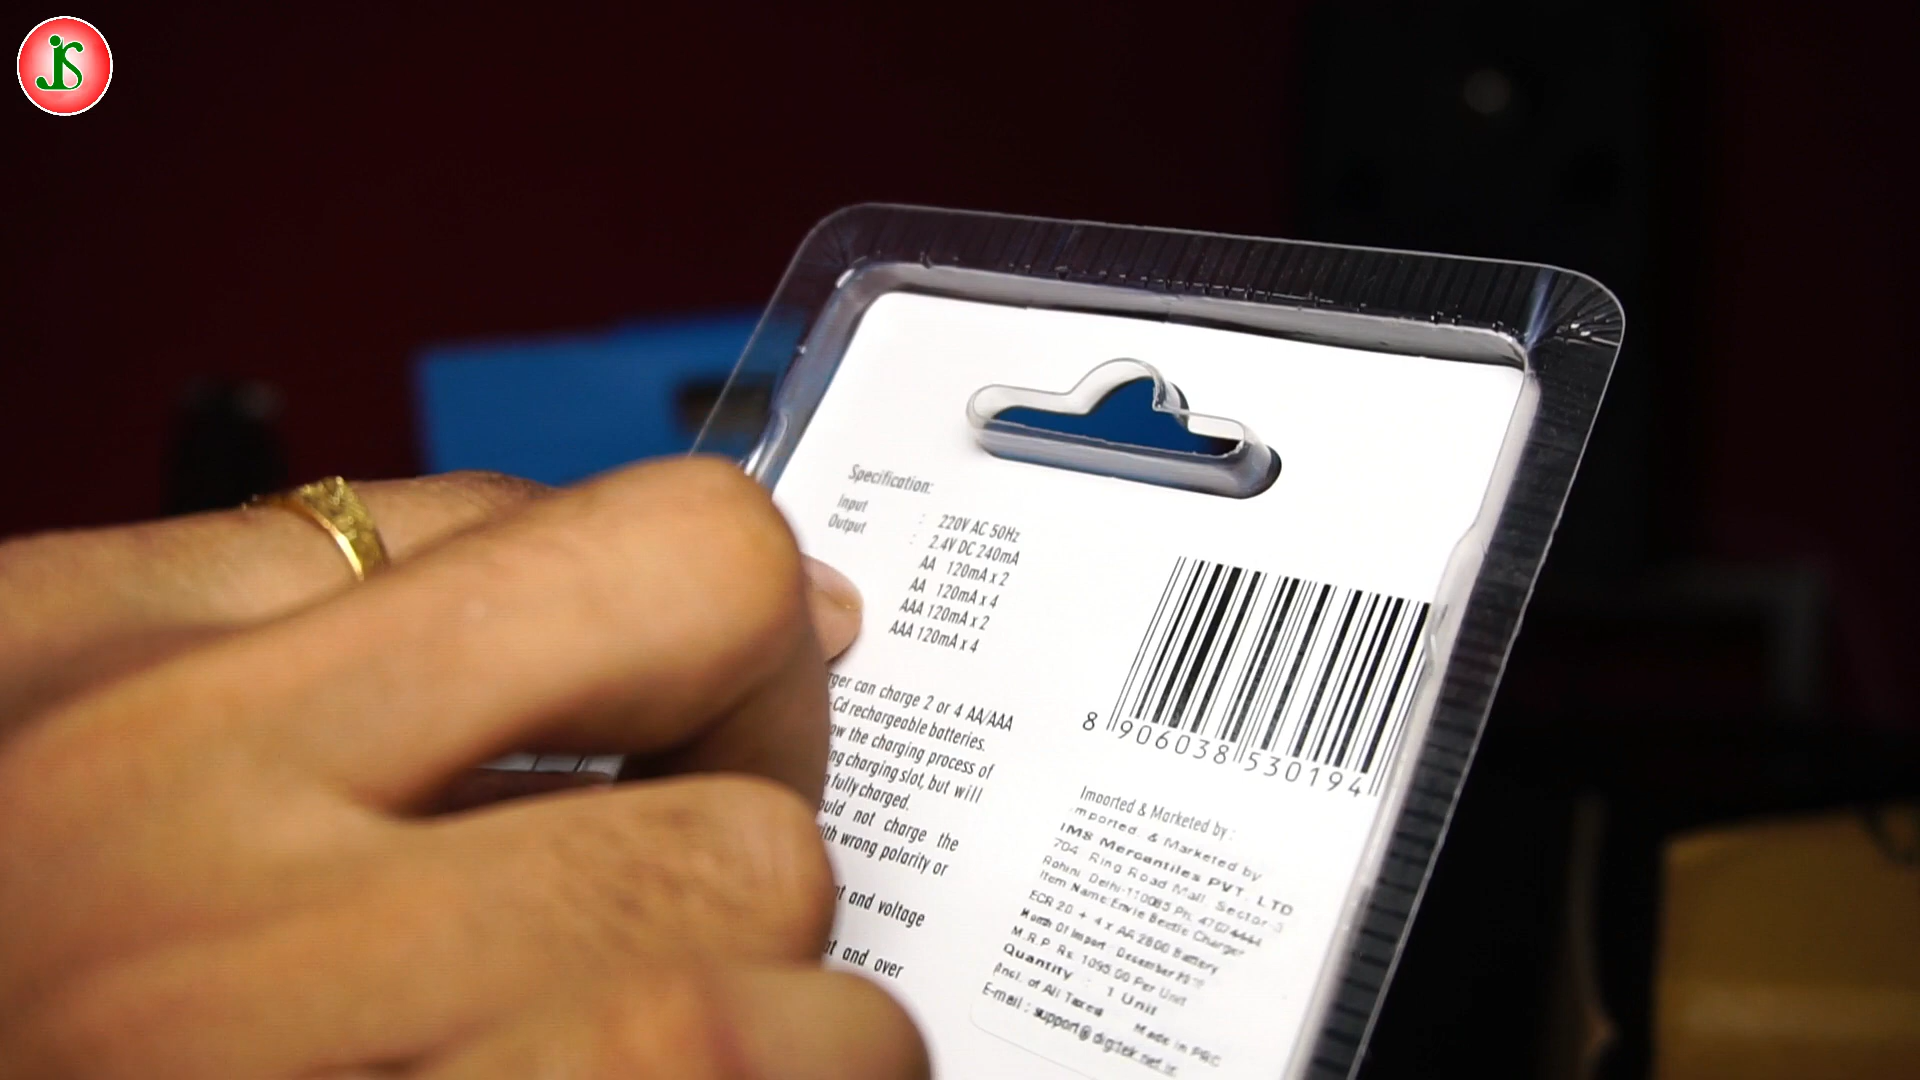 JS
Specification:
Input : 220V AC 50Hz
Output : 2.4V DC 240mA
AA 120mA x 2
AA 120mA x 4
AAA 120mA x 2
AAA 120mA x 4
rger can charge 2 or 4 AA/AAA
-Cd rechargeable batteries.
ow the charging process of
ng charging slot, but will
fully charged.
ould not charge the
ith wrong polarity or
and voltage
and over
8 906038 530194
Imported & Marketed by :
mported. & Marketed by
IMS Mercantiles PVT. LTD
704 Ring Road Mall Sector-3
Rohini Delhi-110085 Ph.
Item Name:Envie Beetle Charger
ECR 20 + 4 x AA 2800 Battery
Month Of Import December
M.R.P Rs. 1095.00 Per Unit
Quantity : 1 Unit
(Incl. of All Taxes) Made in PRC
E-mail : support@digitek.net.in